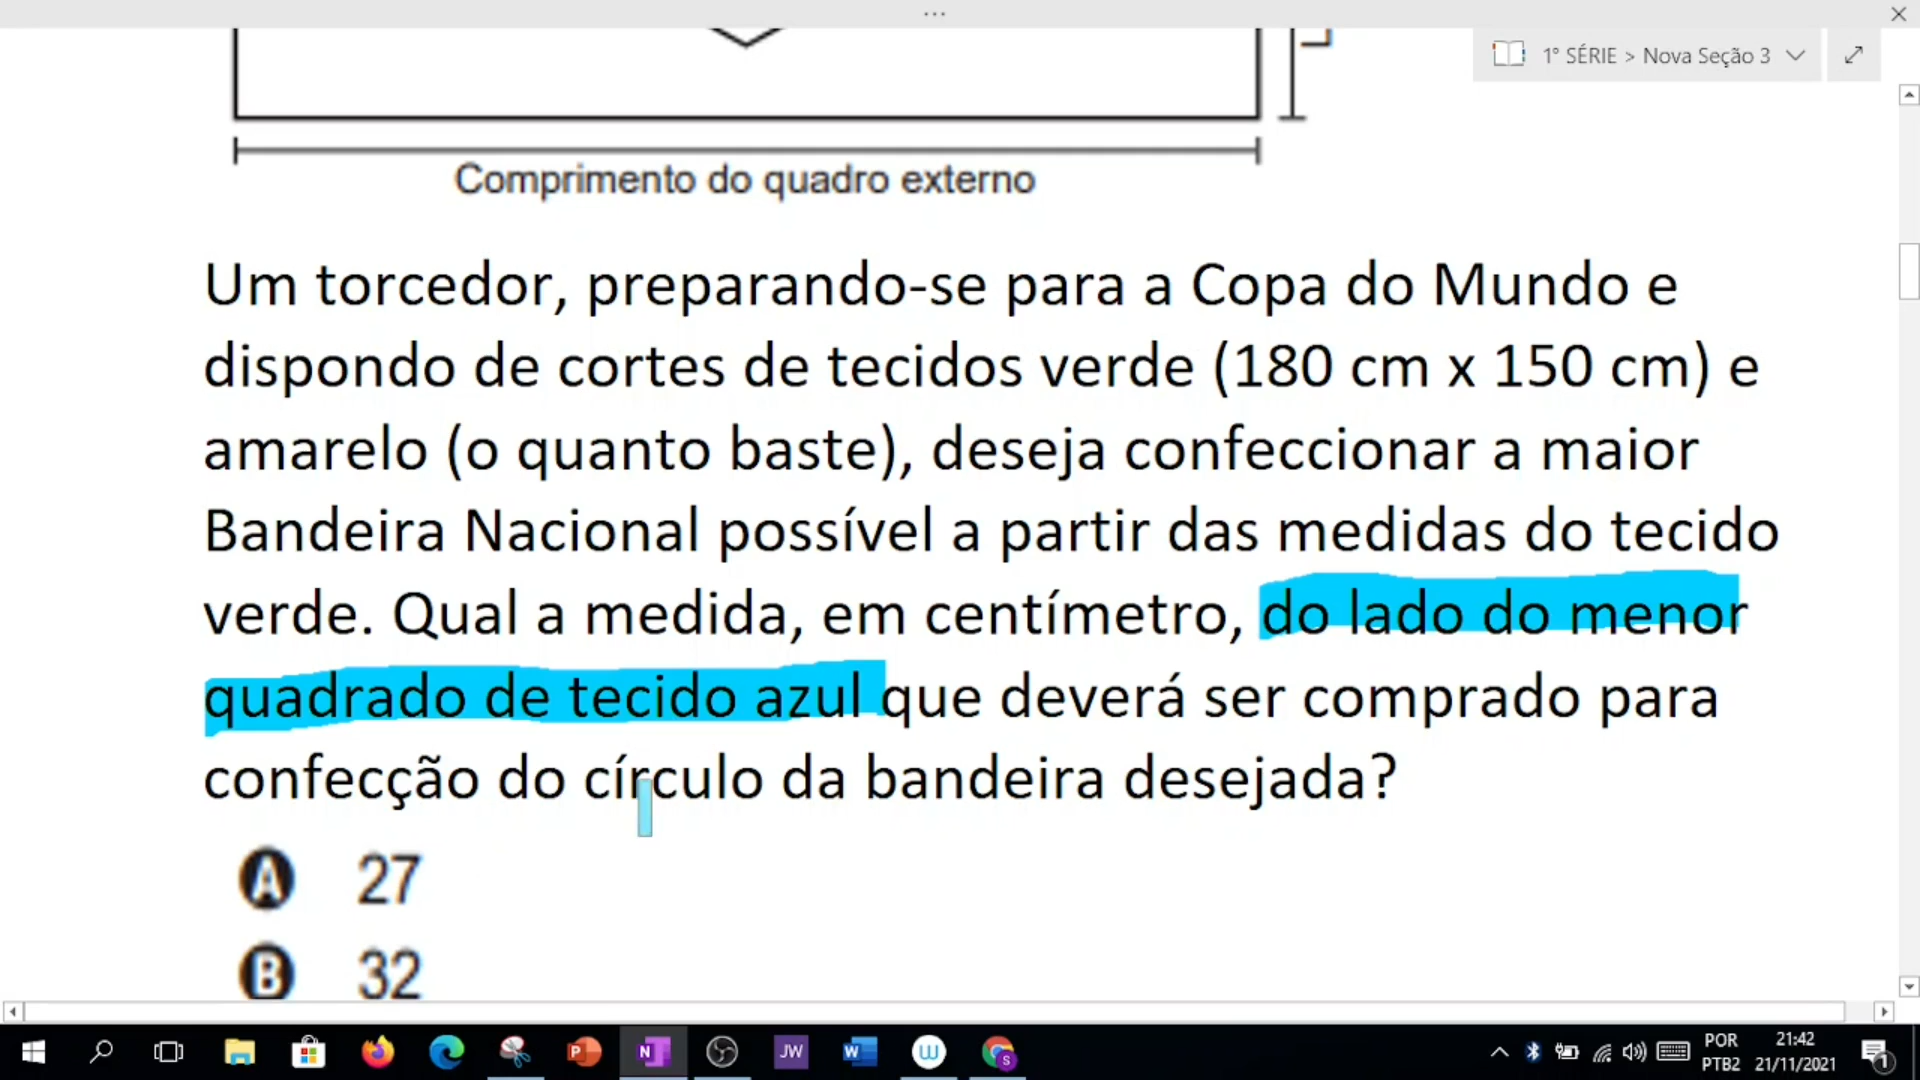 ...
1° SÉRIE > Nova Seção 3
Comprimento do quadro externo
Um torcedor, preparando-se para a Copa do Mundo e
dispondo de cortes de tecidos verde (180 cm x 150 cm) e
amarelo (o quanto baste), deseja confeccionar a maior
Bandeira Nacional possível a partir das medidas do tecido
verde. Qual a medida, em centímetro, do lado do menor
quadrado de tecido azul que deverá ser comprado para
confecção do círculo da bandeira desejada?
A 27
B 32
P N JW W W S
POR
PTB2
21:42
21/11/2021
1